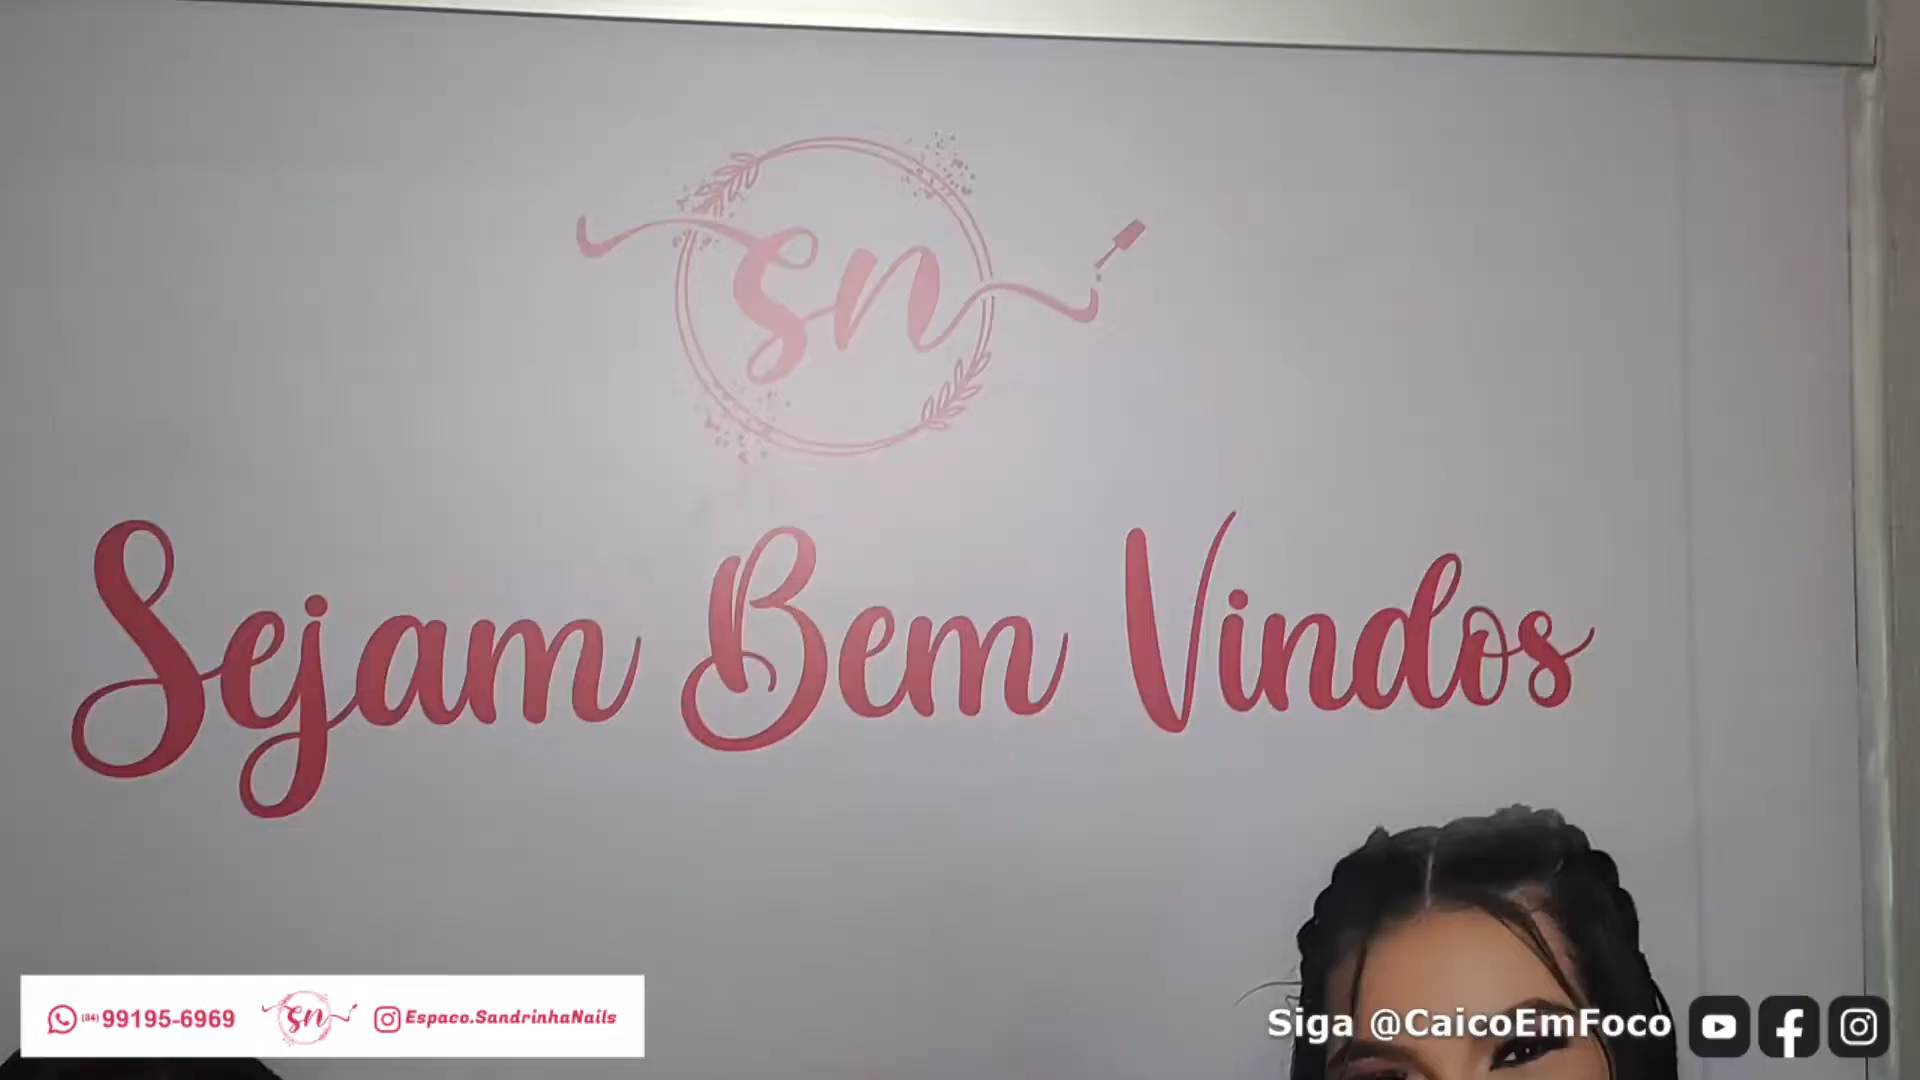 sn
Sejam Bem Vindos
(84) 99195-6969 sn Espaco.SandrinhaNails
Siga @CaicoEmFoco